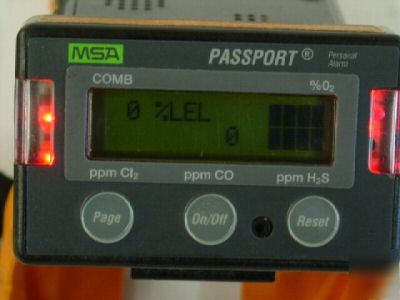 MSA PASSPORT® Personal Alarm
COMB %O₂
0 %LEL
0
ppm Cl₂ ppm CO ppm H₂S
Page On/Off Reset